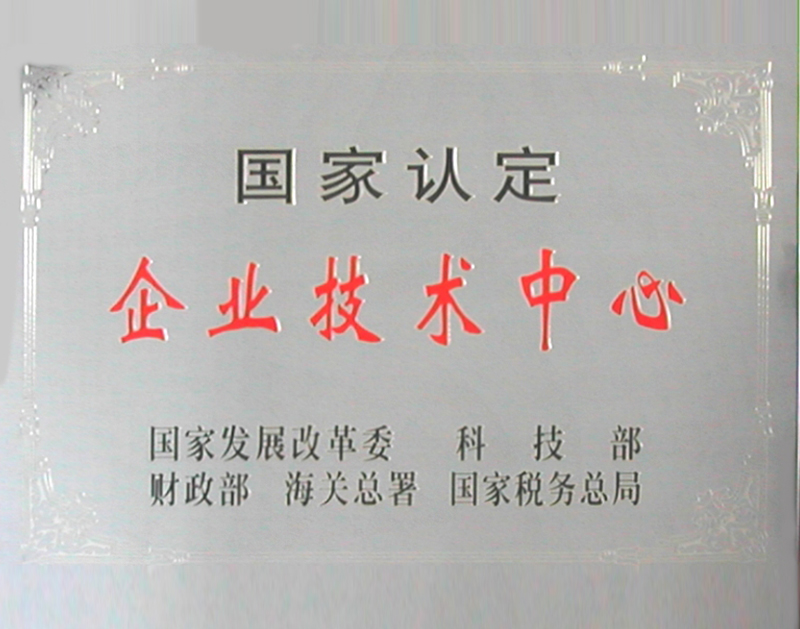 国家认定
企业技术中心
国家发展改革委 科技部
财政部 海关总署 国家税务总局